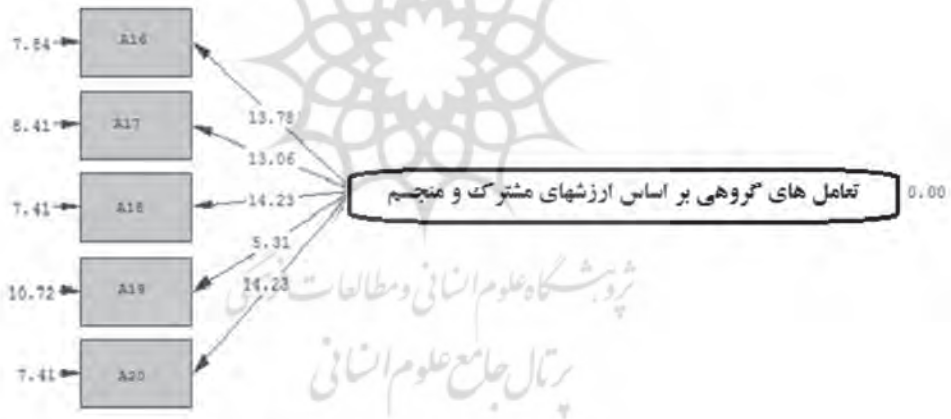 7.84 A16
13.78
8.41 A17
13.06
تعامل های گروهی بر اساس ارزشهای مشترک و منجسم 0.00
7.41 A18 14.23
5.31
10.72 A19 14.23
پژوهشگاه علوم انسانی و مطالعات فرهنگی
پرتال جامع علوم انسانی
7.41 A20